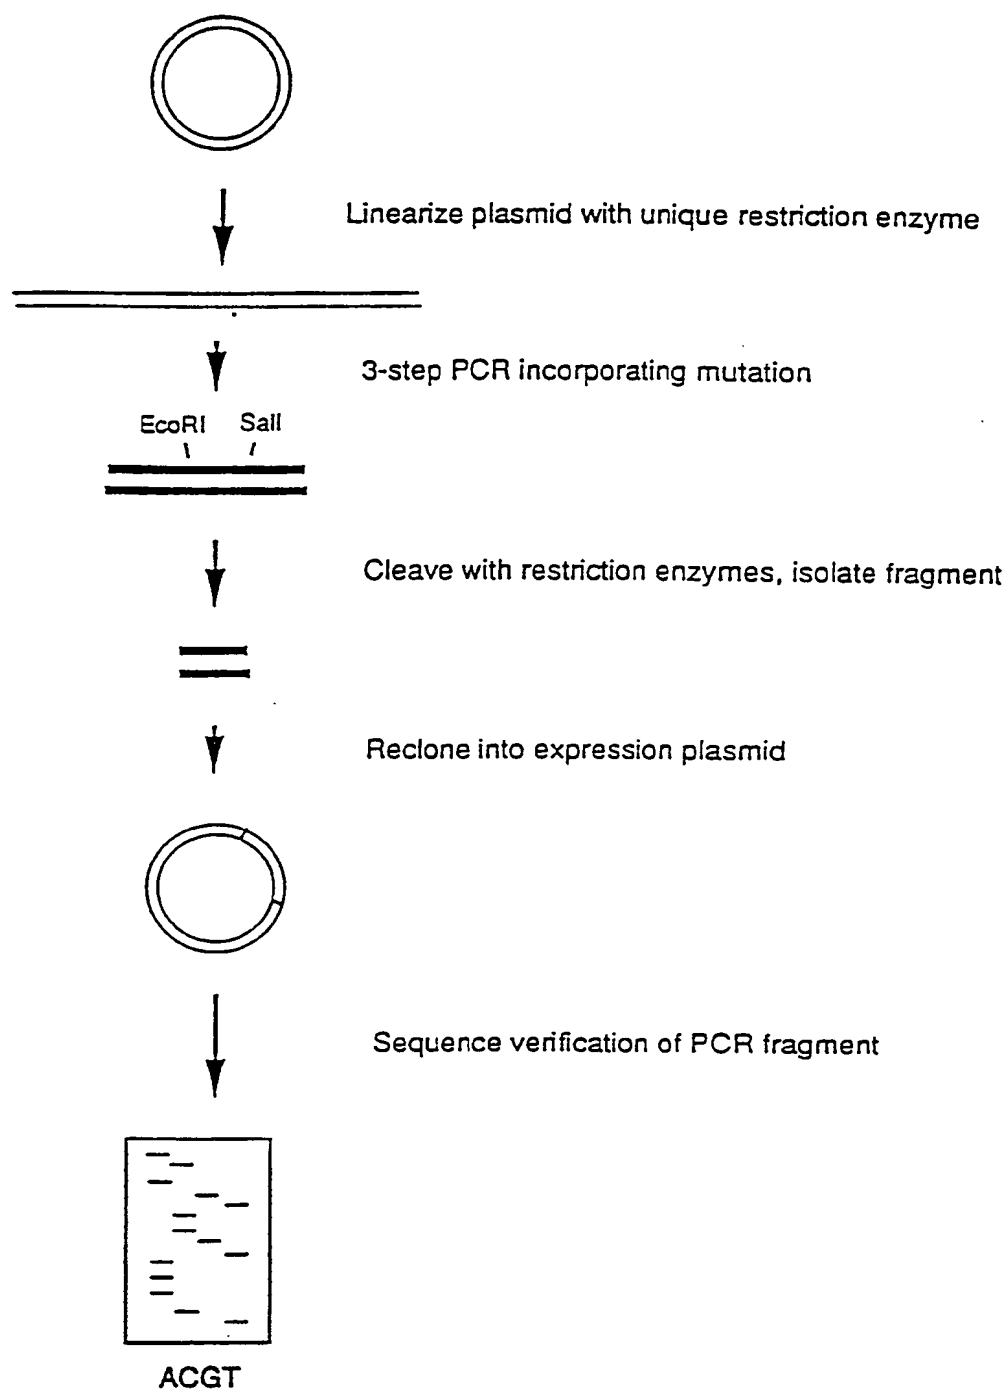 Linearize plasmid with unique restriction enzyme
3-step PCR incorporating mutation
EcoRI SalI
Cleave with restriction enzymes, isolate fragment
Reclone into expression plasmid
Sequence verification of PCR fragment
ACGT